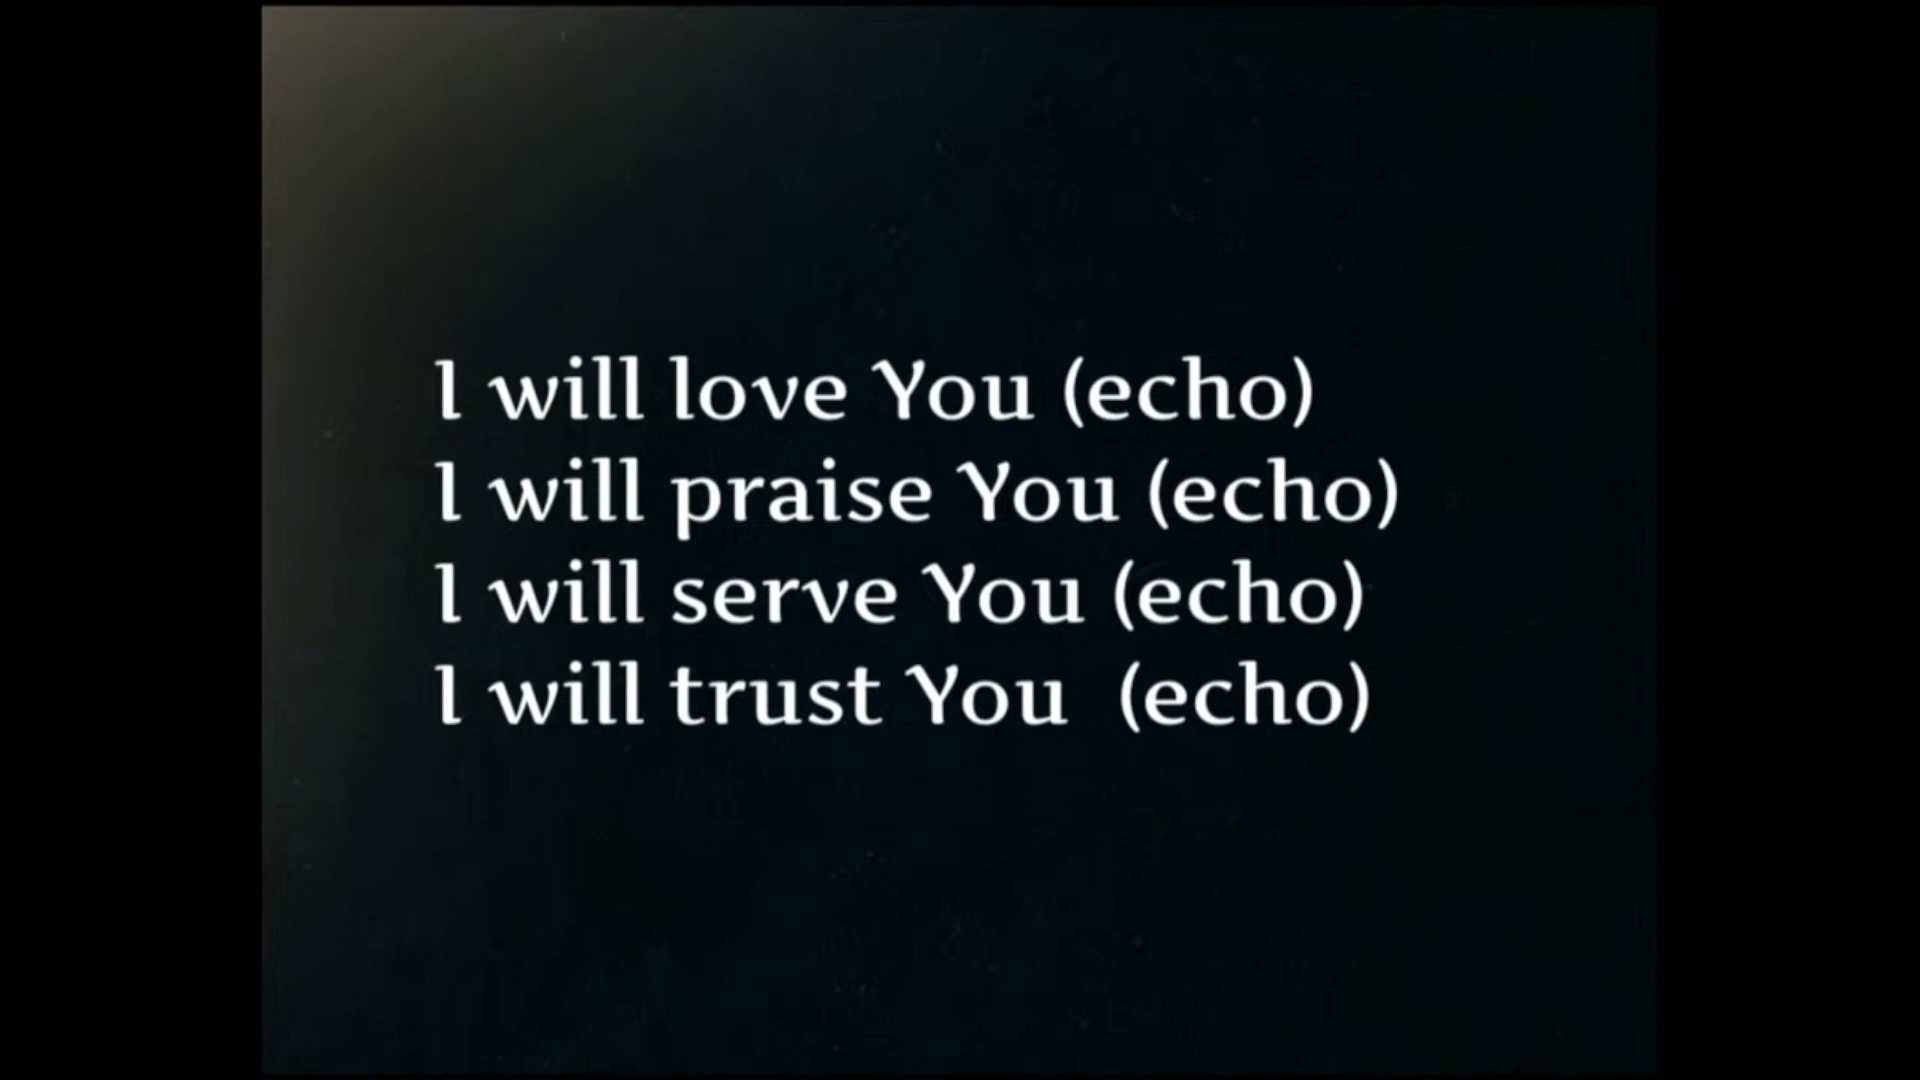 I will love You (echo)
I will praise You (echo)
I will serve You (echo)
I will trust You  (echo)